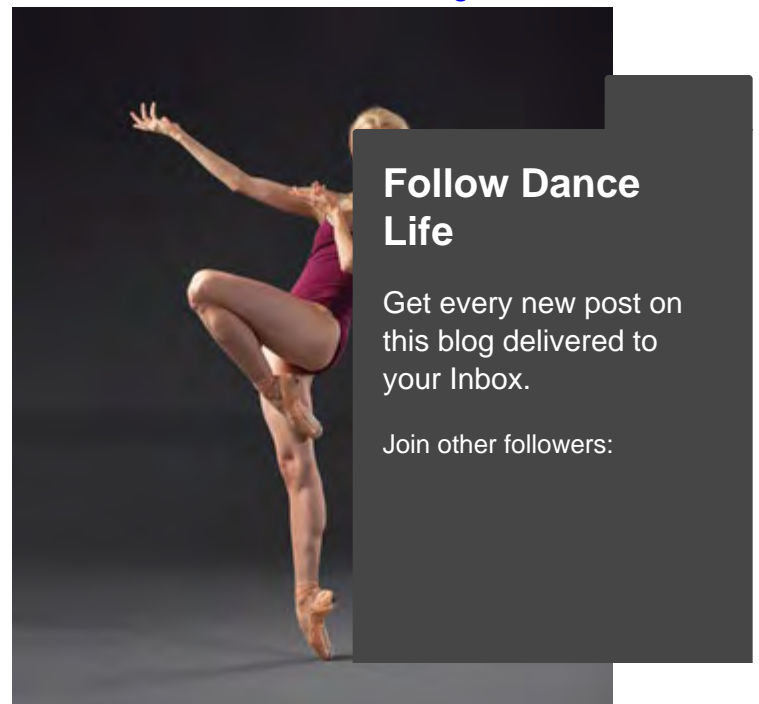 Follow Dance
Life
Get every new post on
this blog delivered to
your Inbox.
Join other followers: